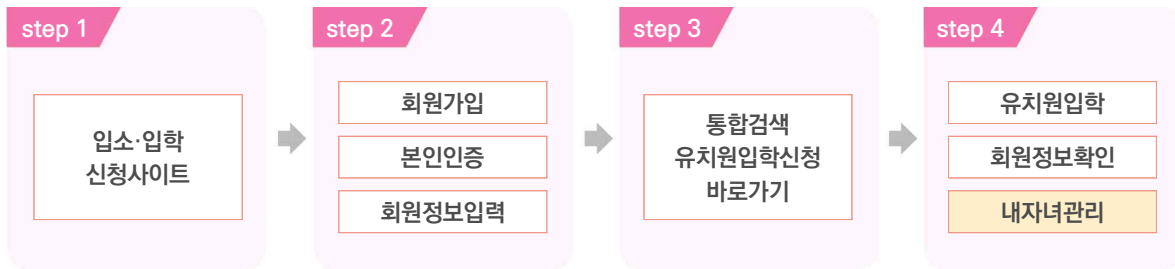 step 1
입소·입학
신청사이트
step 2
회원가입
본인인증
회원정보입력
step 3
통합검색
유치원입학신청
바로가기
step 4
유치원입학
회원정보확인
내자녀관리